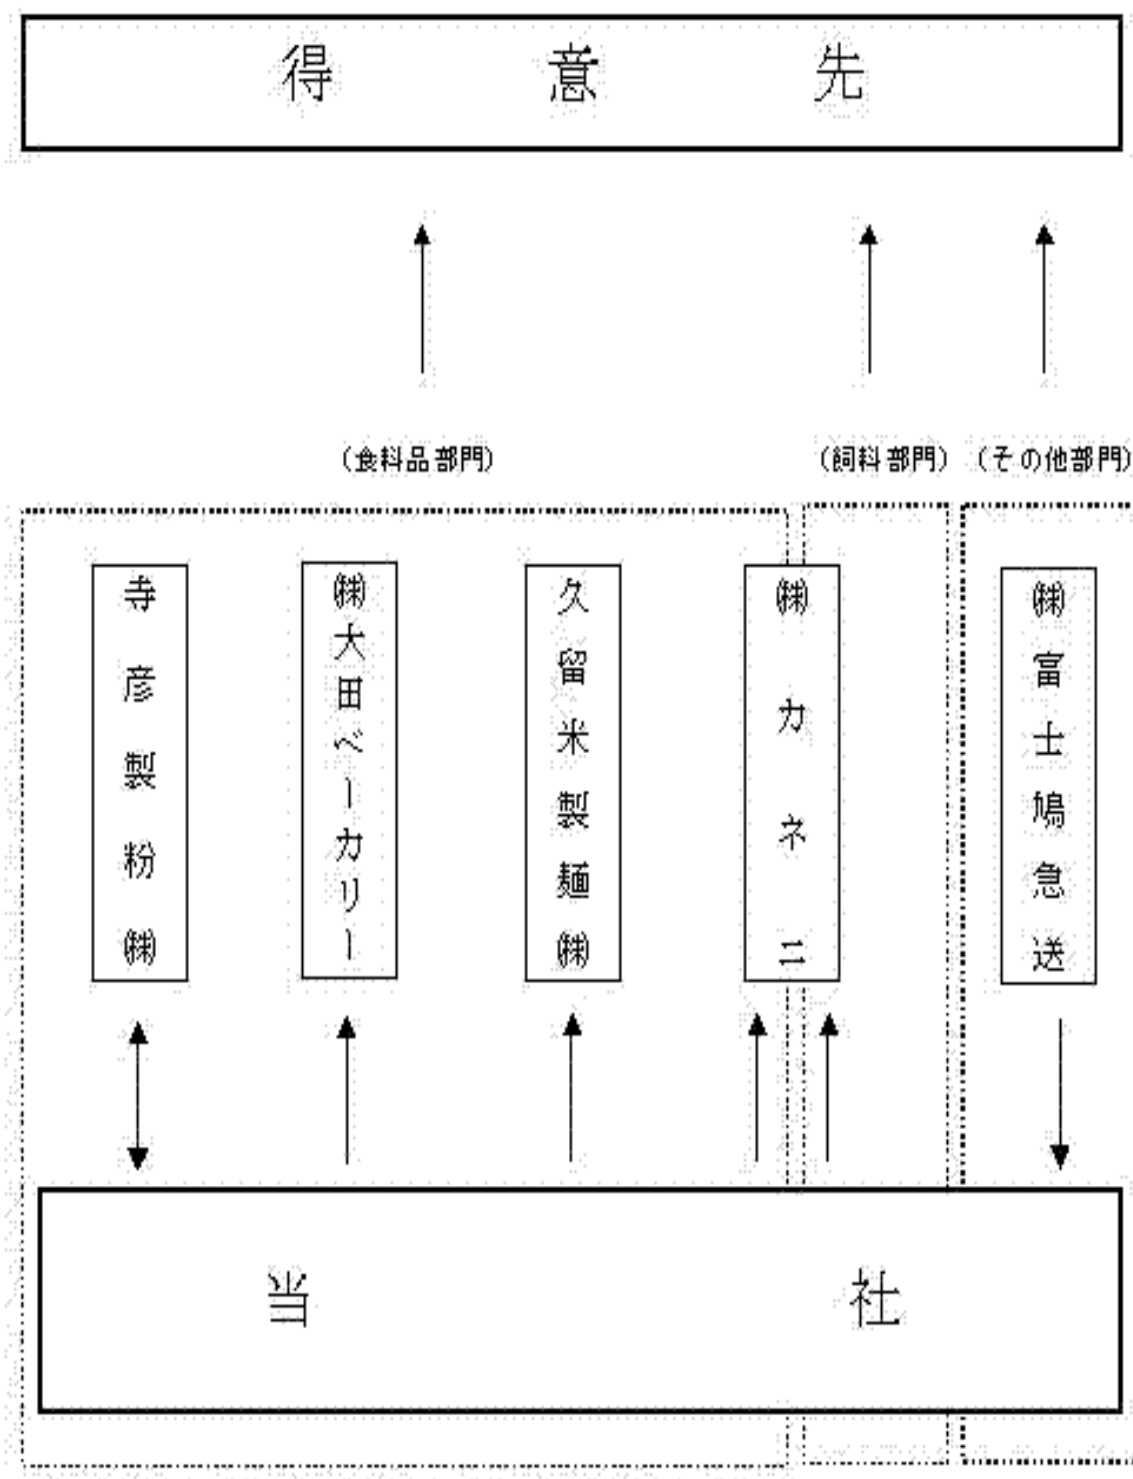 得意先
(食料品部門)
(飼料部門)
(その他部門)
寺彦製粉㈱
㈱大田ベーカリー
久留米製麺㈱
㈱カネニ
㈱富士鳩急送
当社